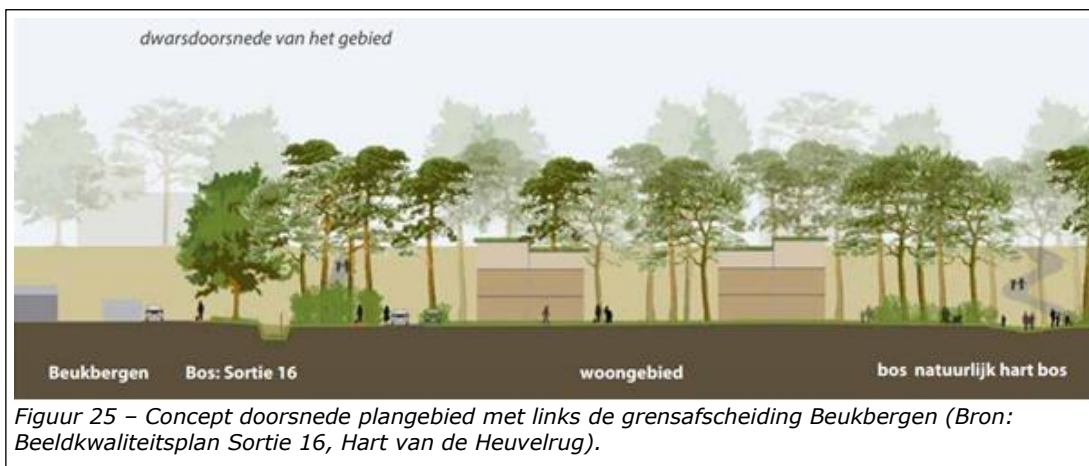 dwarsdoorsnede van het gebied
Beukbergen Bos: Sortie 16 woongebied bos natuurlijk hart bos
Figuur 25 – Concept doorsnede plangebied met links de grensafscheiding Beukbergen (Bron:
Beeldkwaliteitsplan Sortie 16, Hart van de Heuvelrug).